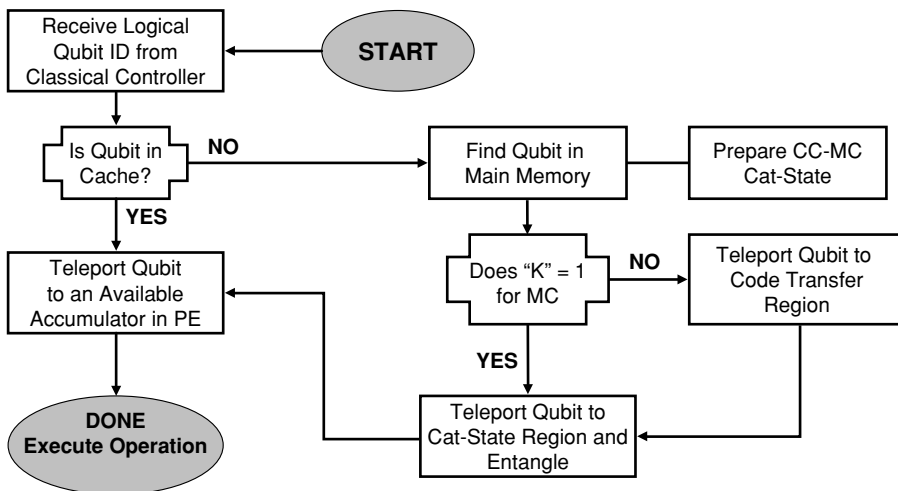 Receive Logical
Qubit ID from
Classical Controller
START
Is Qubit in
Cache?
NO
Find Qubit in
Main Memory
Prepare CC-MC
Cat-State
YES
Teleport Qubit
to an Available
Accumulator in PE
Does "K" = 1
for MC
NO
Teleport Qubit to
Code Transfer
Region
YES
Teleport Qubit to
Cat-State Region and
Entangle
DONE
Execute Operation